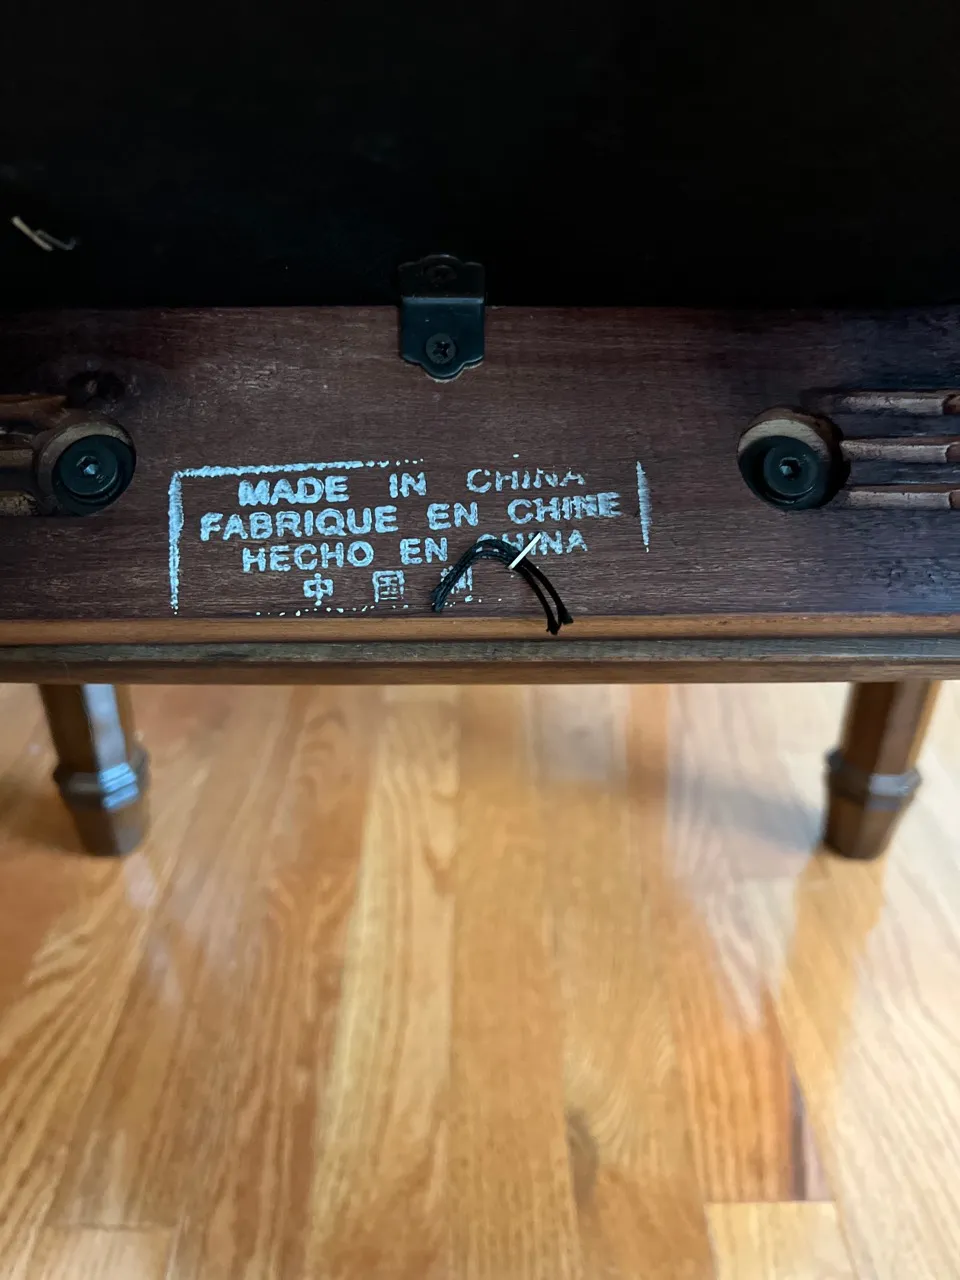 MADE IN CHINA
FABRIQUE EN CHINE
HECHO EN CHINA
中国制